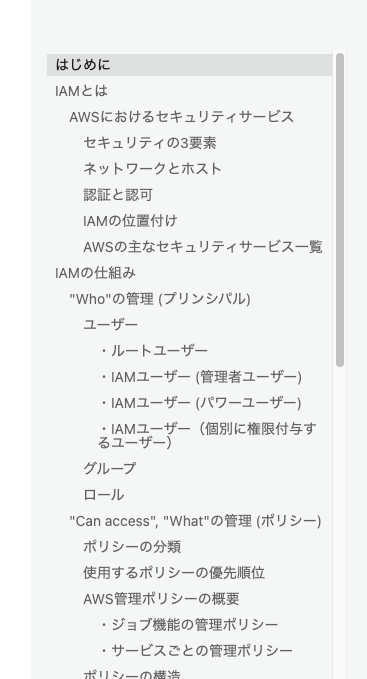 はじめに
IAMとは
AWSにおけるセキュリティサービス
セキュリティの3要素
ネットワークとホスト
認証と認可
IAMの位置付け
AWSの主なセキュリティサービス一覧
IAMの仕組み
"Who"の管理 (プリンシパル)
ユーザー
・ルートユーザー
・IAMユーザー (管理者ユーザー)
・IAMユーザー (パワーユーザー)
・IAMユーザー（個別に権限付与す
るユーザー）
グループ
ロール
"Can access", "What"の管理 (ポリシー)
ポリシーの分類
使用するポリシーの優先順位
AWS管理ポリシーの概要
・ジョブ機能の管理ポリシー
・サービスごとの管理ポリシー
ポリシーの構造